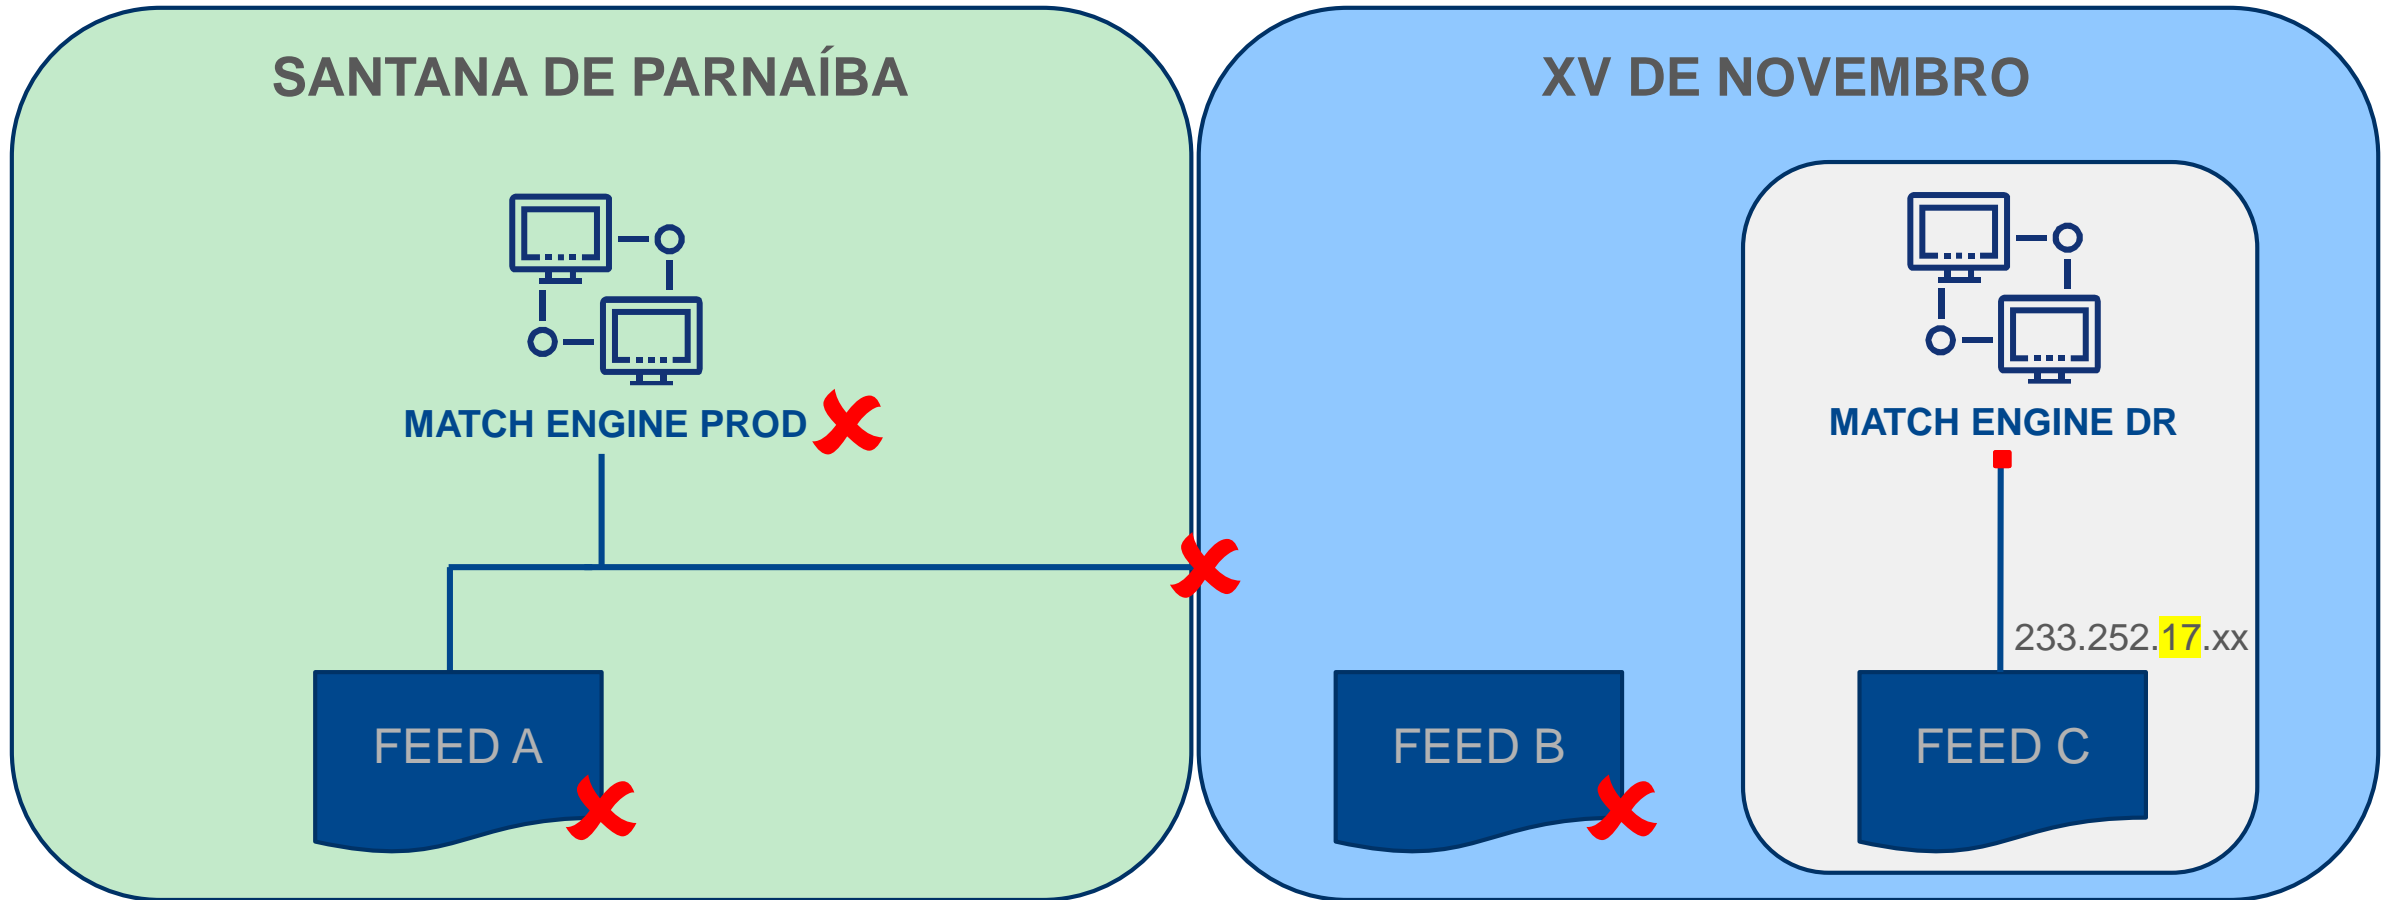 SANTANA DE PARNAÍBA
XV DE NOVEMBRO
MATCH ENGINE PROD
MATCH ENGINE DR
233.252.17.xx
FEED A
FEED B
FEED C